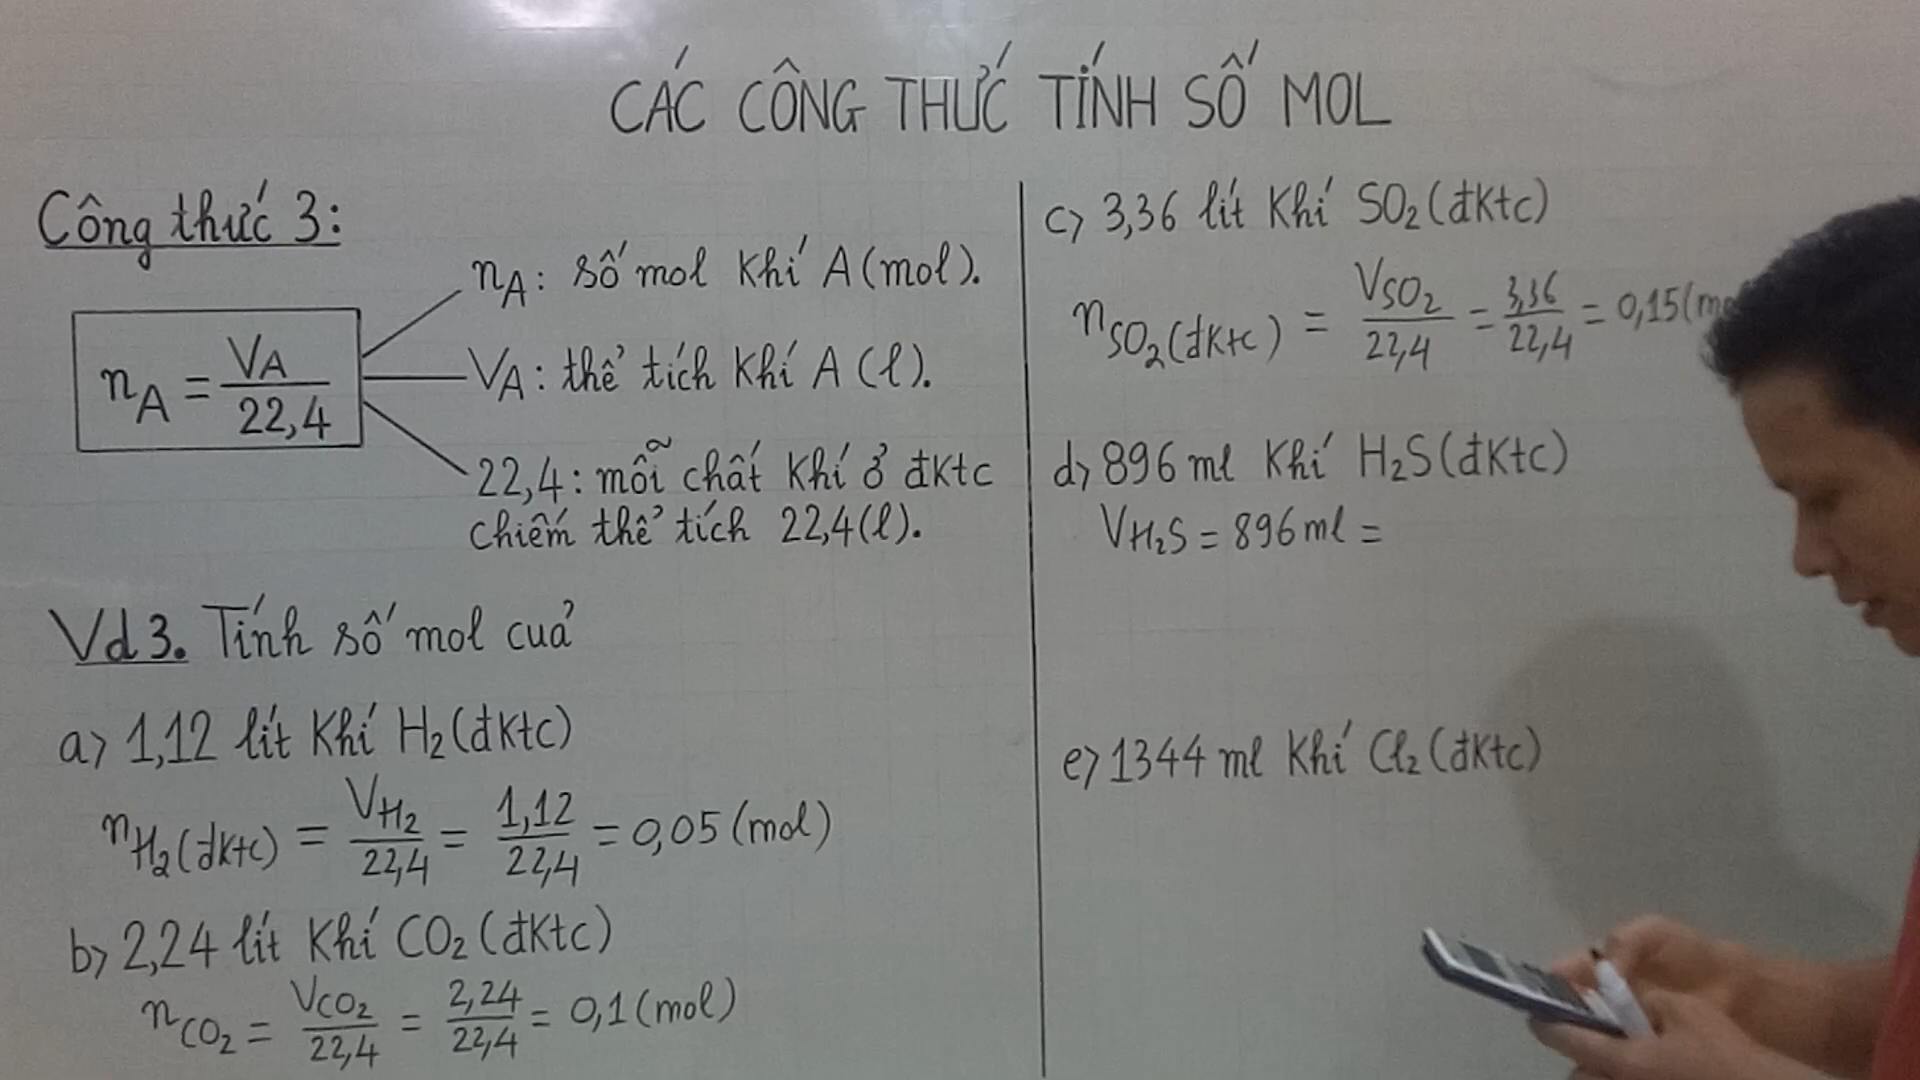 CÁC CÔNG THỨC TÍNH SỐ MOL
Công thức 3:
nA = VA / 22,4
nA: số mol khí A (mol).
VA: thể tích khí A (l).
22,4: mỗi chất khí ở đktc
chiếm thể tích 22,4(l).
Vd3. Tính số mol của
a) 1,12 lít khí H2 (đktc)
nH2(đktc) = VH2 / 22,4 = 1,12 / 22,4 = 0,05 (mol)
b) 2,24 lít khí CO2 (đktc)
nCO2 = VCO2 / 22,4 = 2,24 / 22,4 = 0,1 (mol)
c) 3,36 lít khí SO2 (đktc)
nSO2(đktc) = VSO2 / 22,4 = 3,36 / 22,4 = 0,15 (mo
d) 896 ml khí H2S (đktc)
VH2S = 896 ml =
e) 1344 ml khí Cl2 (đktc)